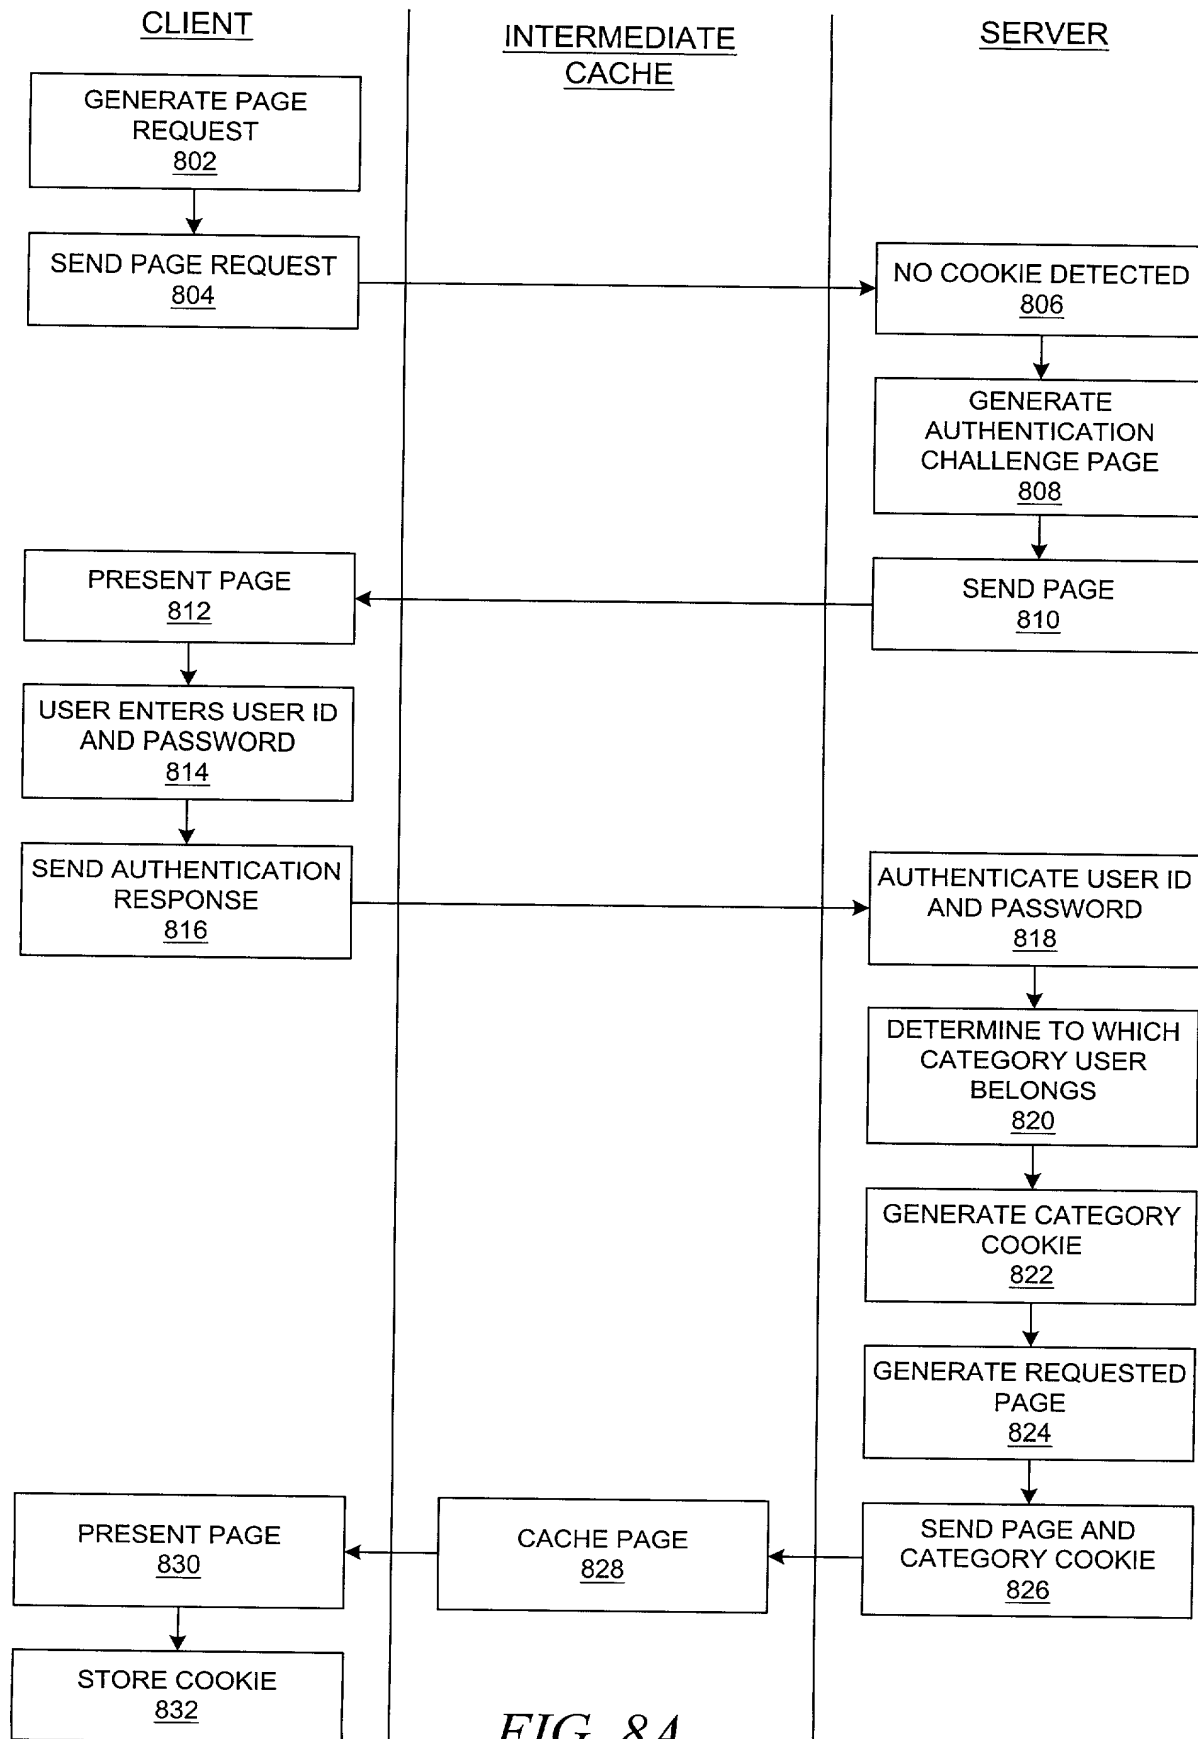 CLIENT
INTERMEDIATE
CACHE
SERVER
GENERATE PAGE
REQUEST
802
SEND PAGE REQUEST
804
NO COOKIE DETECTED
806
GENERATE
AUTHENTICATION
CHALLENGE PAGE
808
SEND PAGE
810
PRESENT PAGE
812
USER ENTERS USER ID
AND PASSWORD
814
SEND AUTHENTICATION
RESPONSE
816
AUTHENTICATE USER ID
AND PASSWORD
818
DETERMINE TO WHICH
CATEGORY USER
BELONGS
820
GENERATE CATEGORY
COOKIE
822
GENERATE REQUESTED
PAGE
824
SEND PAGE AND
CATEGORY COOKIE
826
CACHE PAGE
828
PRESENT PAGE
830
STORE COOKIE
832
FIG. 8A